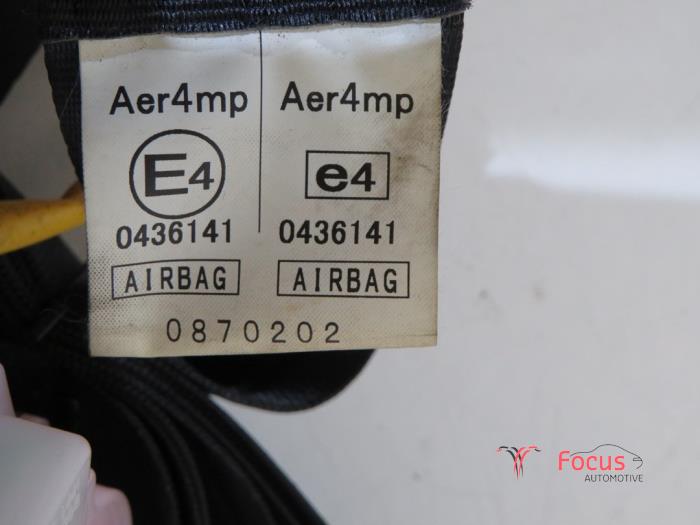 Aer4mp Aer4mp
E4 e4
0436141 0436141
AIRBAG AIRBAG
0870202
Focus
AUTOMOTIVE